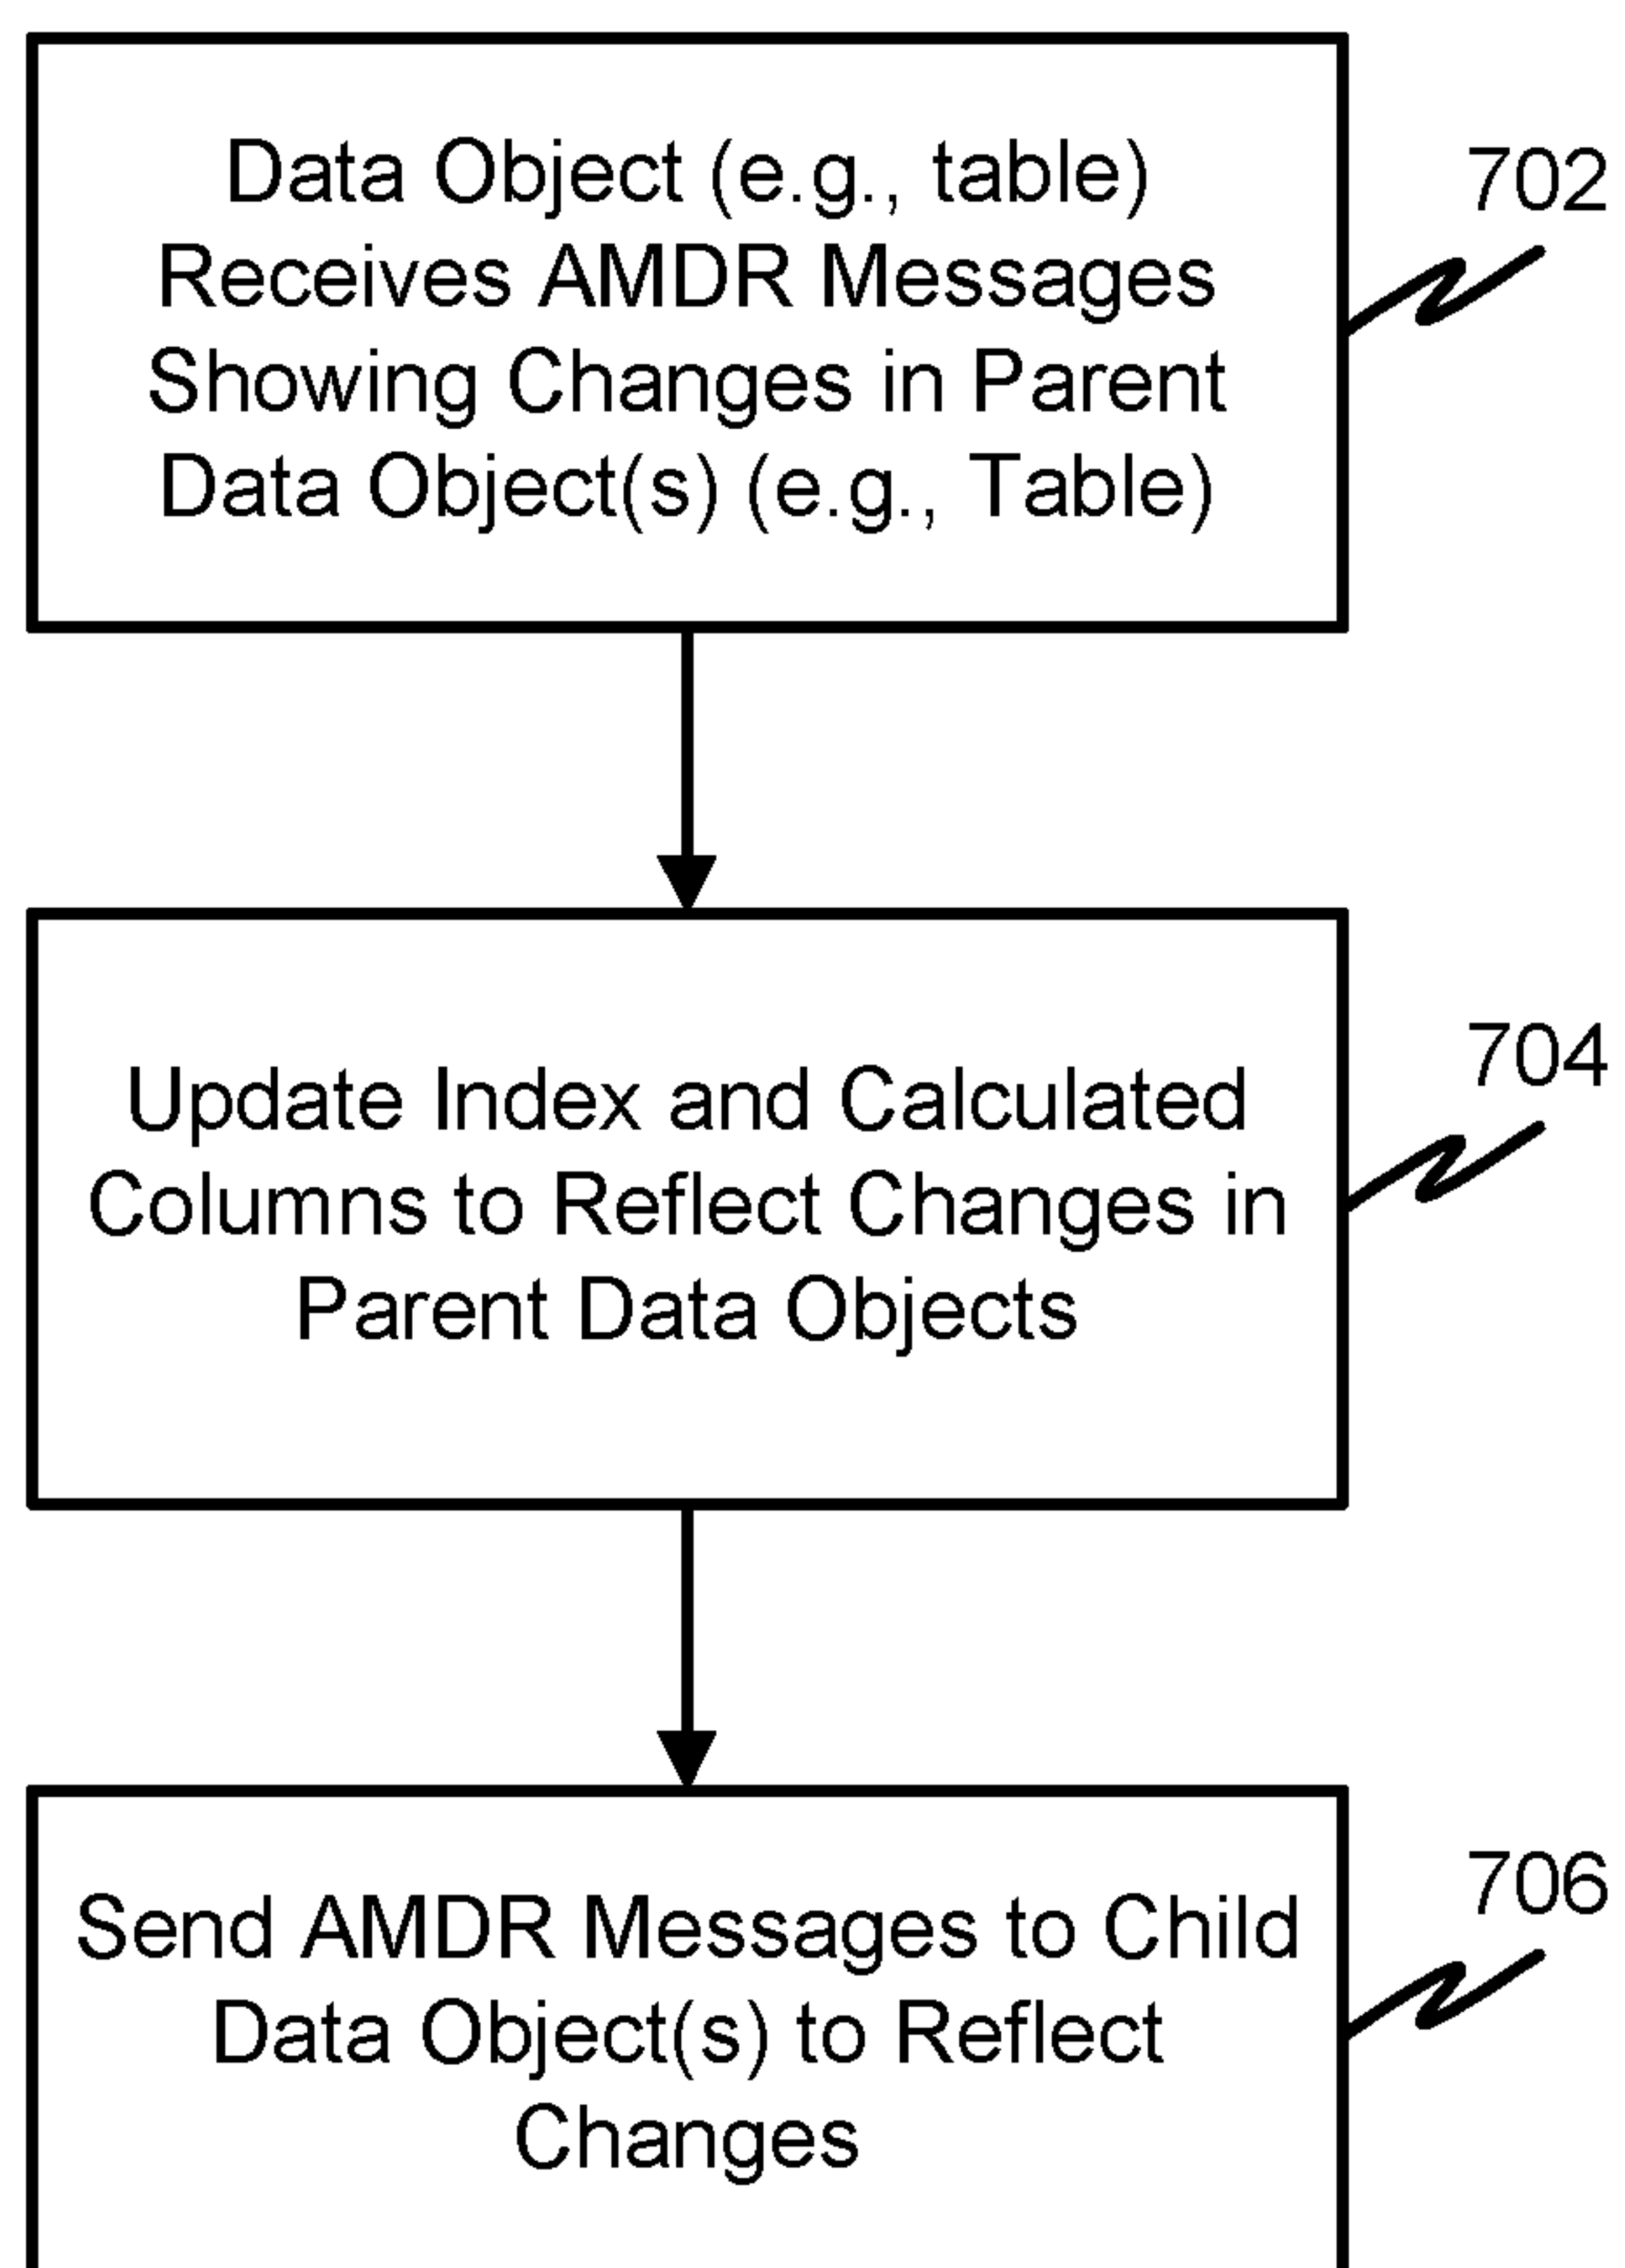 Data Object (e.g., table)
Receives AMDR Messages
Showing Changes in Parent
Data Object(s) (e.g., Table)
702
Update Index and Calculated
Columns to Reflect Changes in
Parent Data Objects
704
Send AMDR Messages to Child
Data Object(s) to Reflect
Changes
706